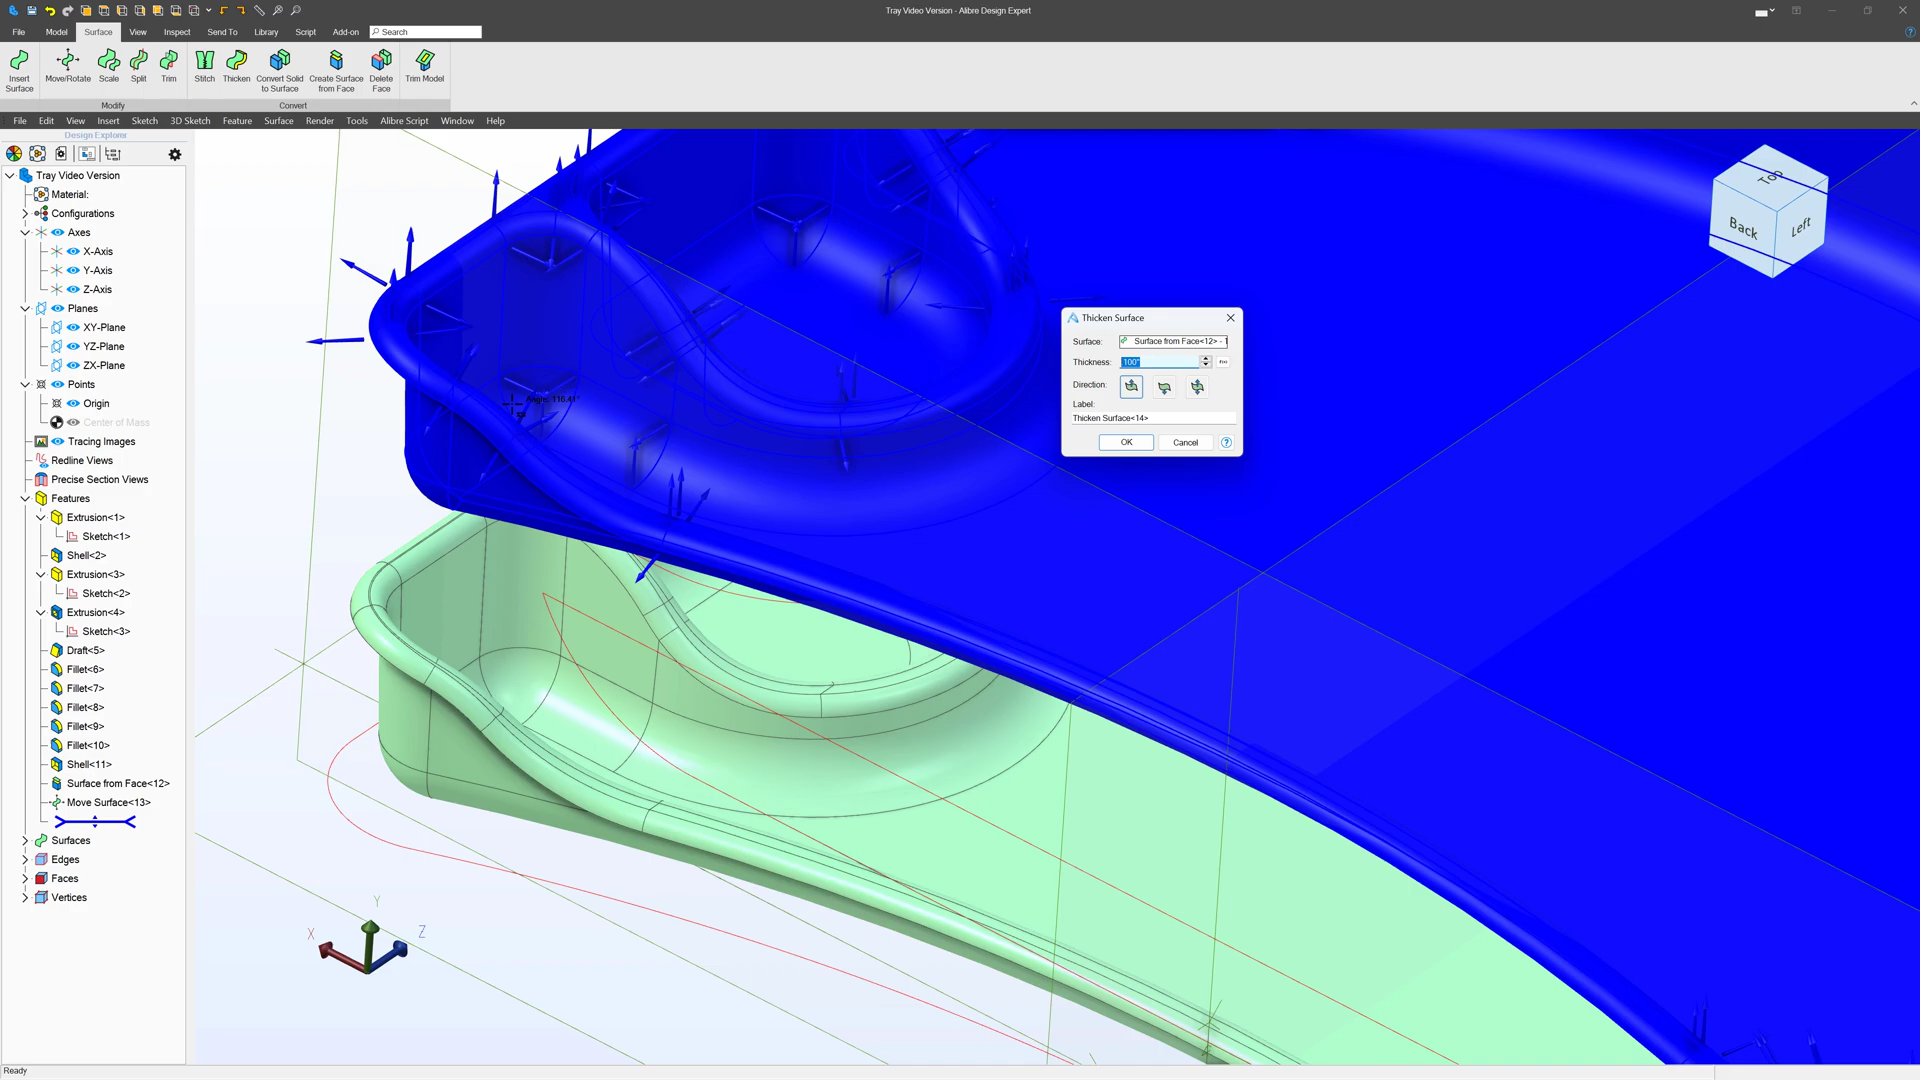 Tray Video Version - Alibre Design Expert
File Model Surface View Inspect Send To Library Script Add-on Search
Insert Surface Move/Rotate Scale Split Trim Stitch Thicken Convert Solid to Surface Create Surface from Face Delete Face Trim Model
Modify Convert
File Edit View Insert Sketch 3D Sketch Feature Surface Render Tools Alibre Script Window Help
Design Explorer
Tray Video Version
Material:
Configurations
Axes
X-Axis
Y-Axis
Z-Axis
Planes
XY-Plane
YZ-Plane
ZX-Plane
Points
Origin
Center of Mass
Tracing Images
Redline Views
Precise Section Views
Features
Extrusion<1>
Sketch<1>
Shell<2>
Extrusion<3>
Sketch<2>
Extrusion<4>
Sketch<3>
Draft<5>
Fillet<6>
Fillet<7>
Fillet<8>
Fillet<9>
Fillet<10>
Shell<11>
Surface from Face<12>
Move Surface<13>
Surfaces
Edges
Faces
Vertices
Top
Back
Left
Angle: 116.41°
Thicken Surface
Surface: Surface from Face<12> - 1
Thickness: .100"
Direction:
Label:
Thicken Surface<14>
OK Cancel ?
Y
X
Z
Ready